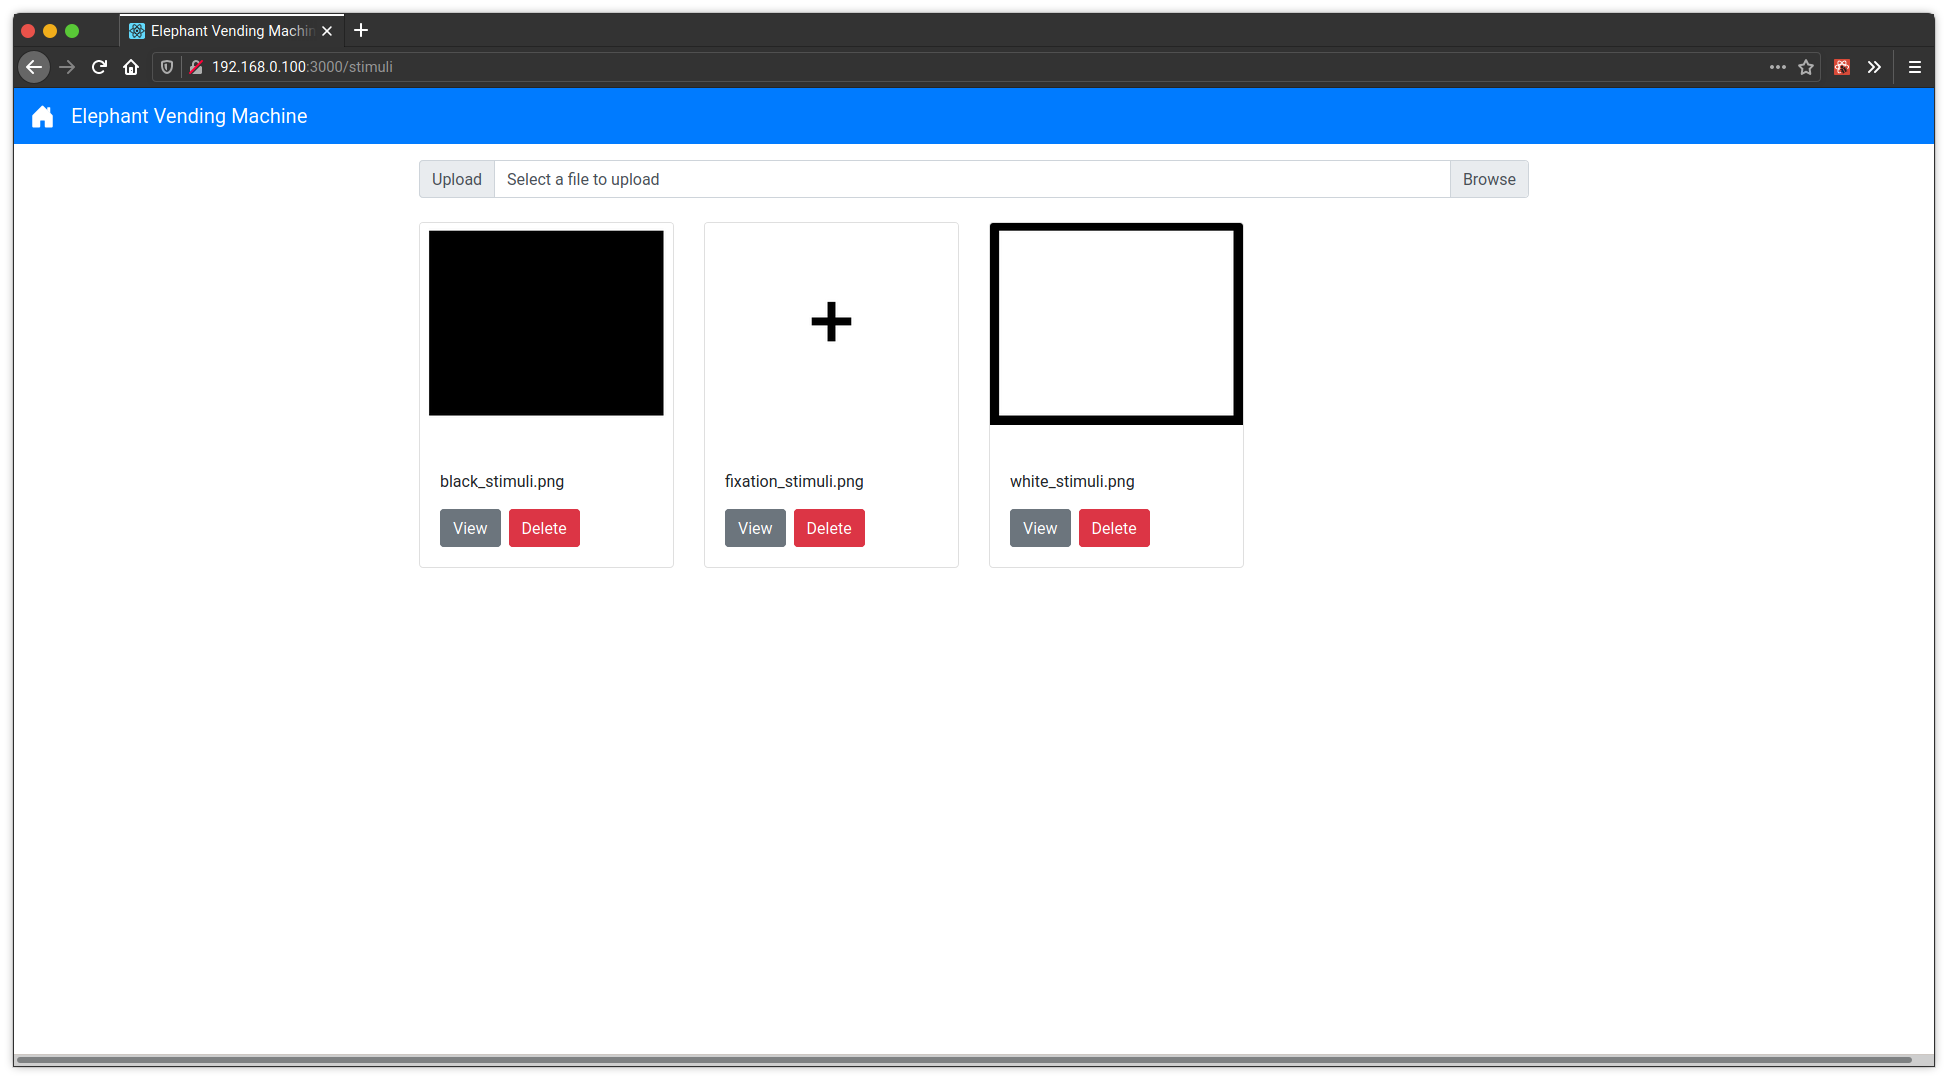 Elephant Vending Machin
192.168.0.100:3000/stimuli
Elephant Vending Machine
Upload Select a file to upload Browse
black_stimuli.png fixation_stimuli.png white_stimuli.png
View Delete View Delete View Delete